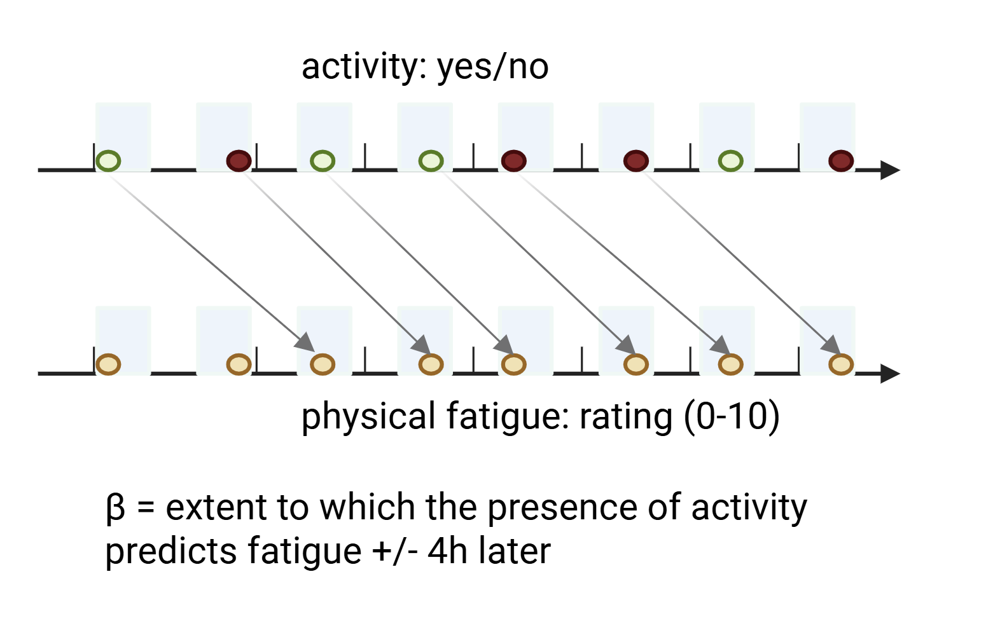 activity: yes/no
physical fatigue: rating (0-10)
β = extent to which the presence of activity
predicts fatigue +/- 4h later